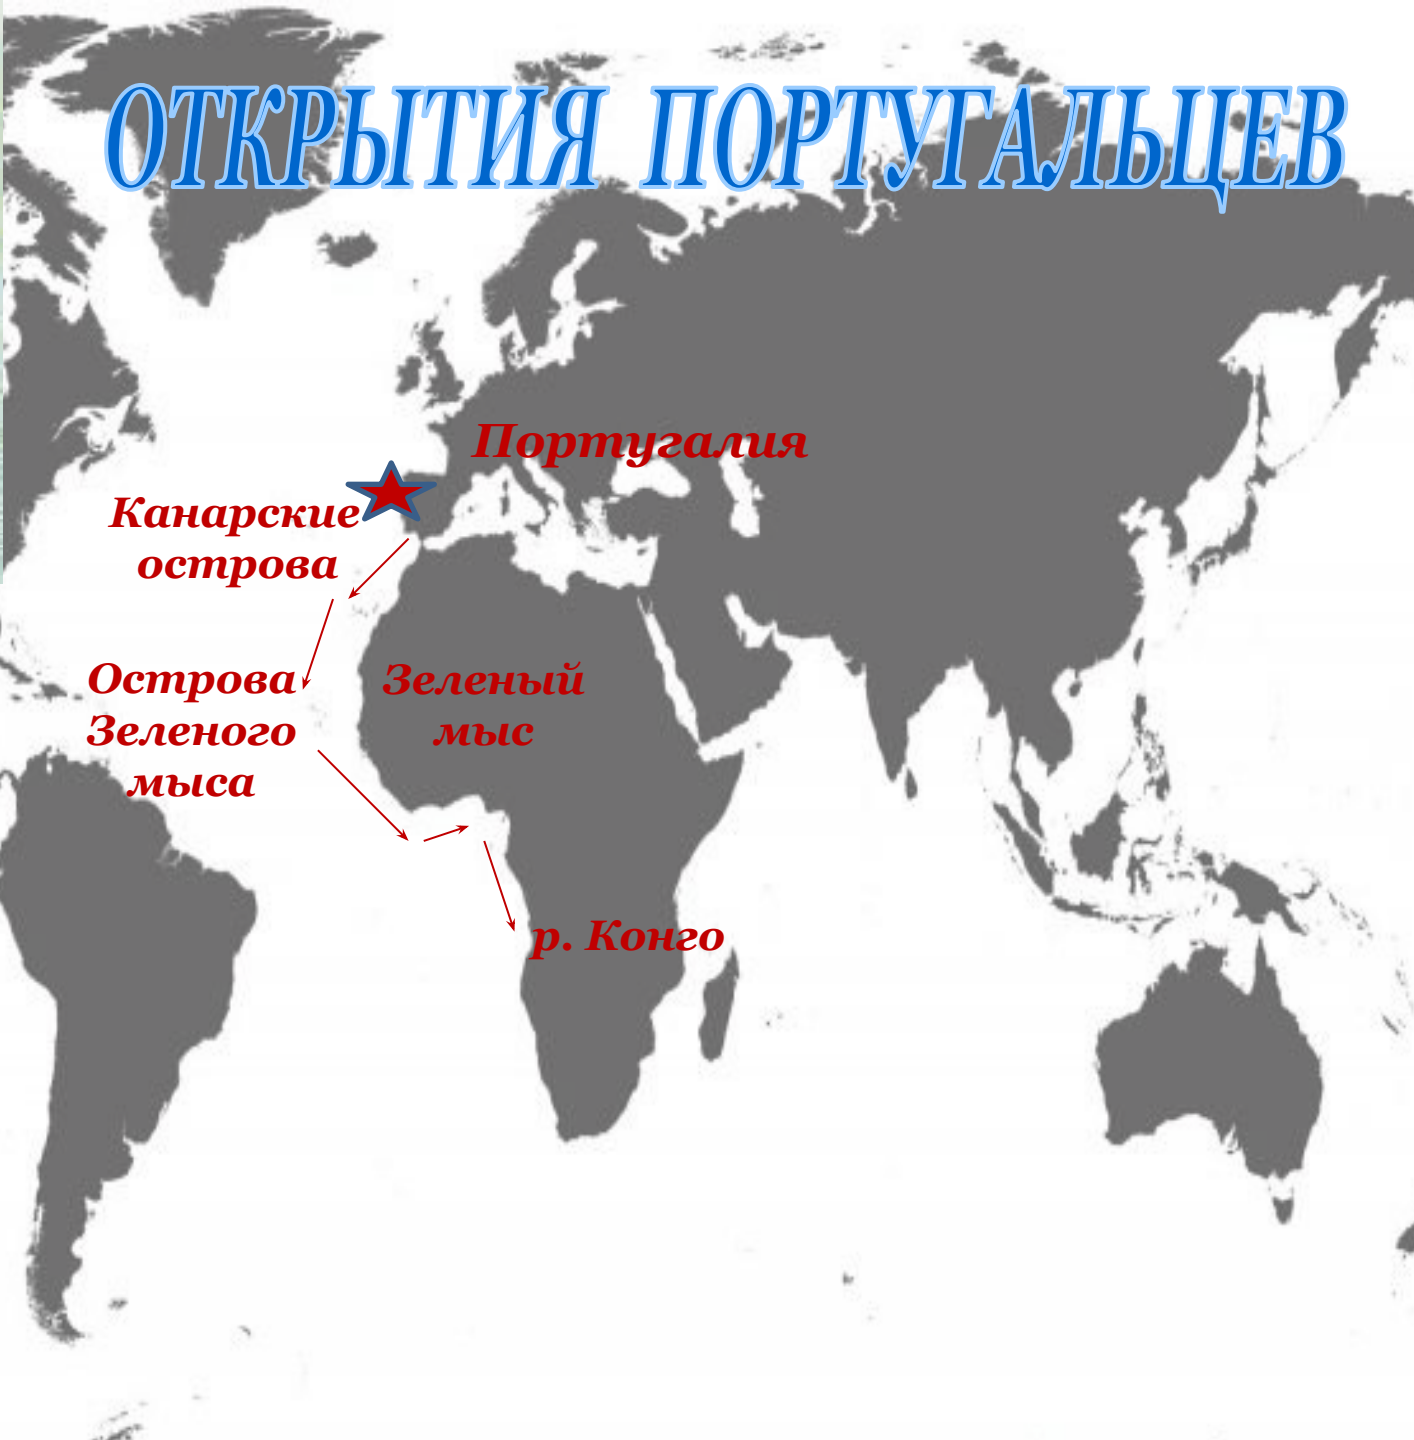 ОТКРЫТИЯ ПОРТУГАЛЬЦЕВ
Португалия
Канарские
острова
Острова
Зеленого
мыса
Зеленый
мыс
р. Конго